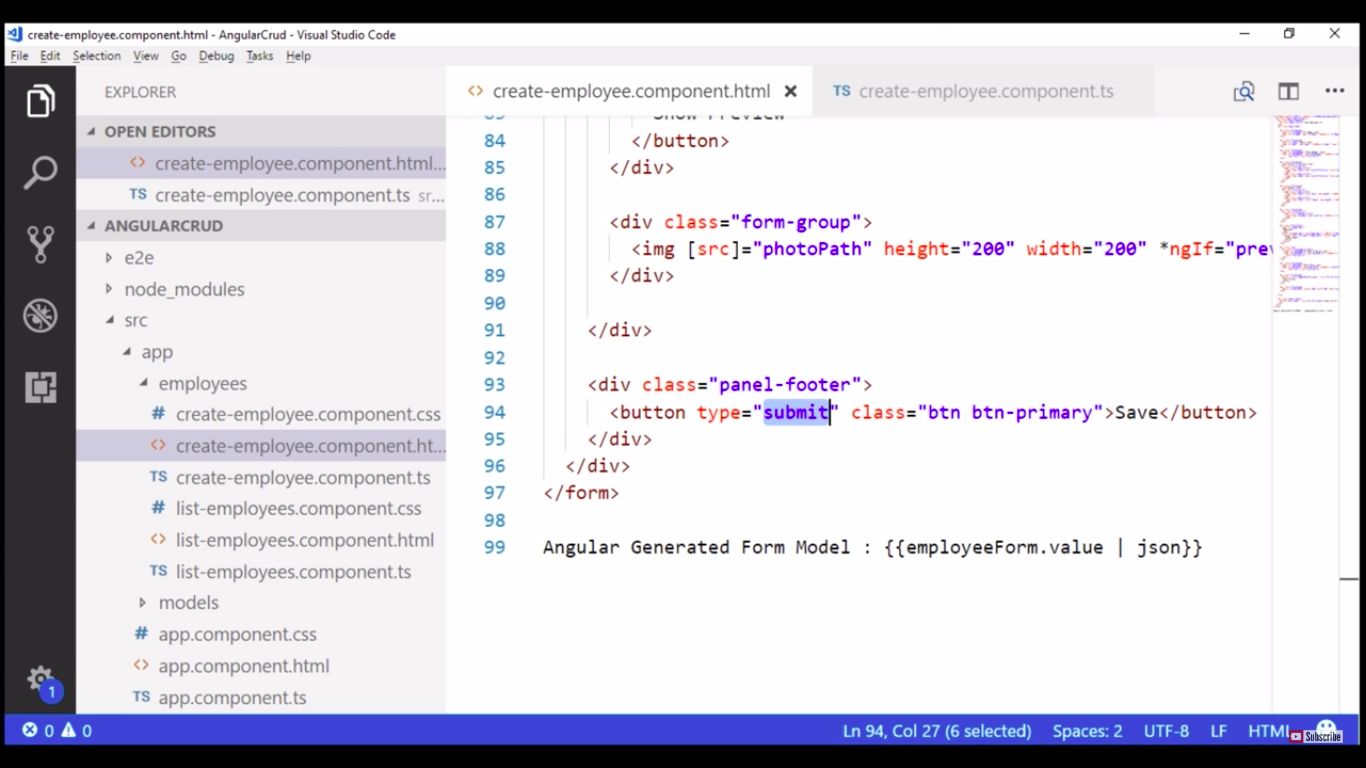 create-employee.component.html - AngularCrud - Visual Studio Code
File Edit Selection View Go Debug Tasks Help
EXPLORER
OPEN EDITORS
create-employee.component.html...
TS create-employee.component.ts sr...
ANGULARCRUD
e2e
node_modules
src
app
employees
# create-employee.component.css
<> create-employee.component.ht...
TS create-employee.component.ts
# list-employees.component.css
<> list-employees.component.html
TS list-employees.component.ts
models
# app.component.css
<> app.component.html
TS app.component.ts
1
<> create-employee.component.html
TS create-employee.component.ts
83 Show Preview
84 </button>
85 </div>
86
87 <div class="form-group">
88 <img [src]="photoPath" height="200" width="200" *ngIf="prev
89 </div>
90
91 </div>
92
93 <div class="panel-footer">
94 <button type="submit" class="btn btn-primary">Save</button>
95 </div>
96 </div>
97 </form>
98
99 Angular Generated Form Model : {{employeeForm.value | json}}
0 0
Ln 94, Col 27 (6 selected) Spaces: 2 UTF-8 LF HTML
Subscribe